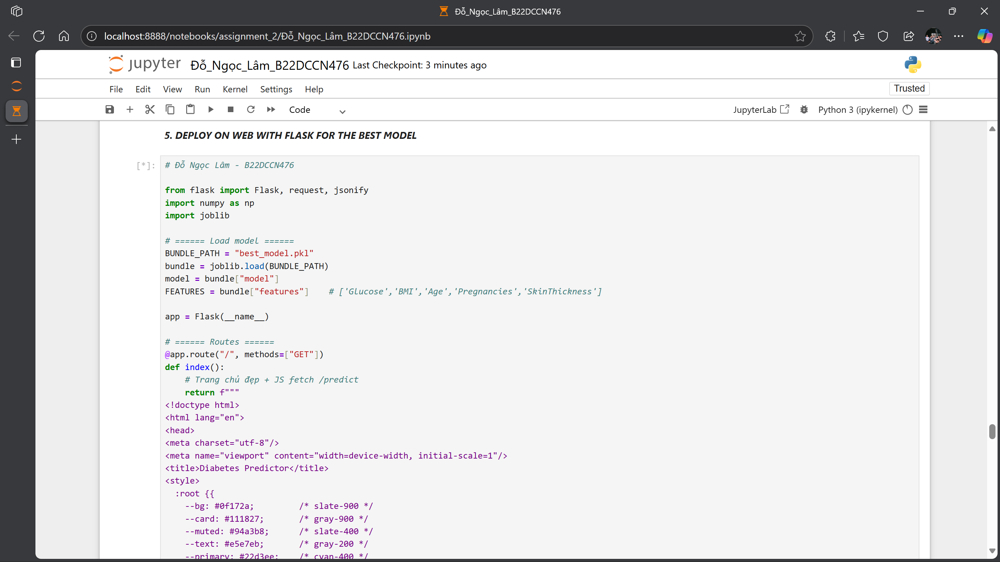 Đỗ_Ngọc_Lâm_B22DCCN476
localhost:8888/notebooks/assignment_2/Đỗ_Ngọc_Lâm_B22DCCN476.ipynb
jupyter Đỗ_Ngọc_Lâm_B22DCCN476 Last Checkpoint: 3 minutes ago
File Edit View Run Kernel Settings Help Trusted
Code JupyterLab Python 3 (ipykernel)
5. DEPLOY ON WEB WITH FLASK FOR THE BEST MODEL
[*]: # Đỗ Ngọc Lâm - B22DCCN476
from flask import Flask, request, jsonify
import numpy as np
import joblib
# ====== Load model ======
BUNDLE_PATH = "best_model.pkl"
bundle = joblib.load(BUNDLE_PATH)
model = bundle["model"]
FEATURES = bundle["features"]    # ['Glucose','BMI','Age','Pregnancies','SkinThickness']
app = Flask(__name__)
# ====== Routes ======
@app.route("/", methods=["GET"])
def index():
    # Trang chủ đẹp + JS fetch /predict
    return f"""
<!doctype html>
<html lang="en">
<head>
<meta charset="utf-8"/>
<meta name="viewport" content="width=device-width, initial-scale=1"/>
<title>Diabetes Predictor</title>
<style>
  :root {{
    --bg: #0f172a;         /* slate-900 */
    --card: #111827;       /* gray-900 */
    --muted: #94a3b8;      /* slate-400 */
    --text: #e5e7eb;       /* gray-200 */
    --primary: #22d3ee;    /* cyan-400 */